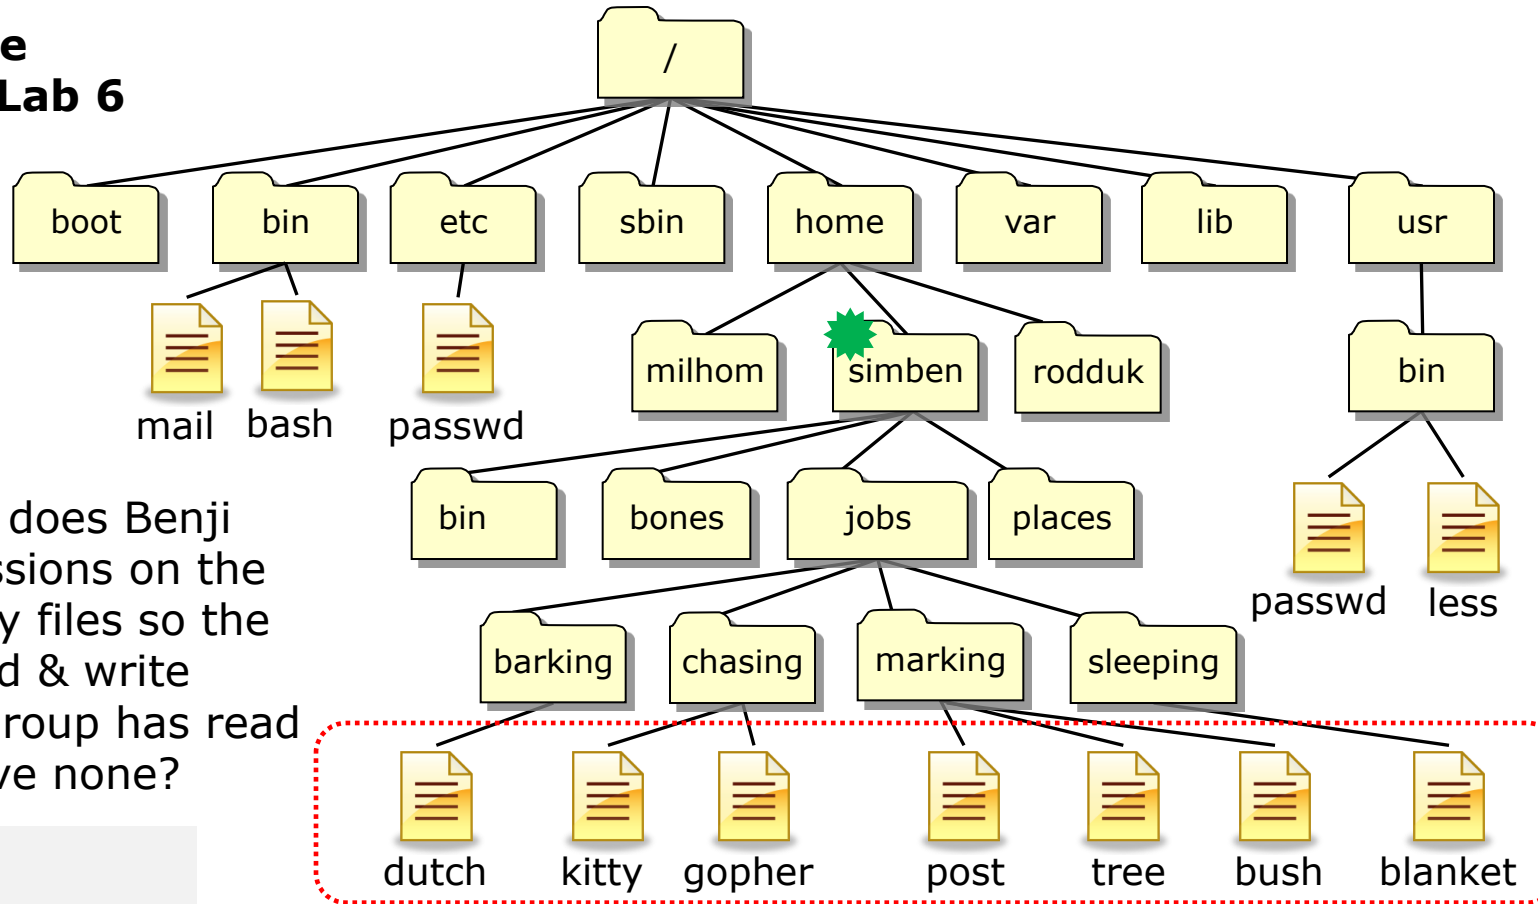 e
Lab 6
/
boot bin etc sbin home var lib usr
mail bash passwd
milhom simben rodduk bin
does Benji
ssions on the
y files so the
d & write
roup has read
ve none?
bin bones jobs places
passwd less
barking chasing marking sleeping
dutch kitty gopher post tree bush blanket